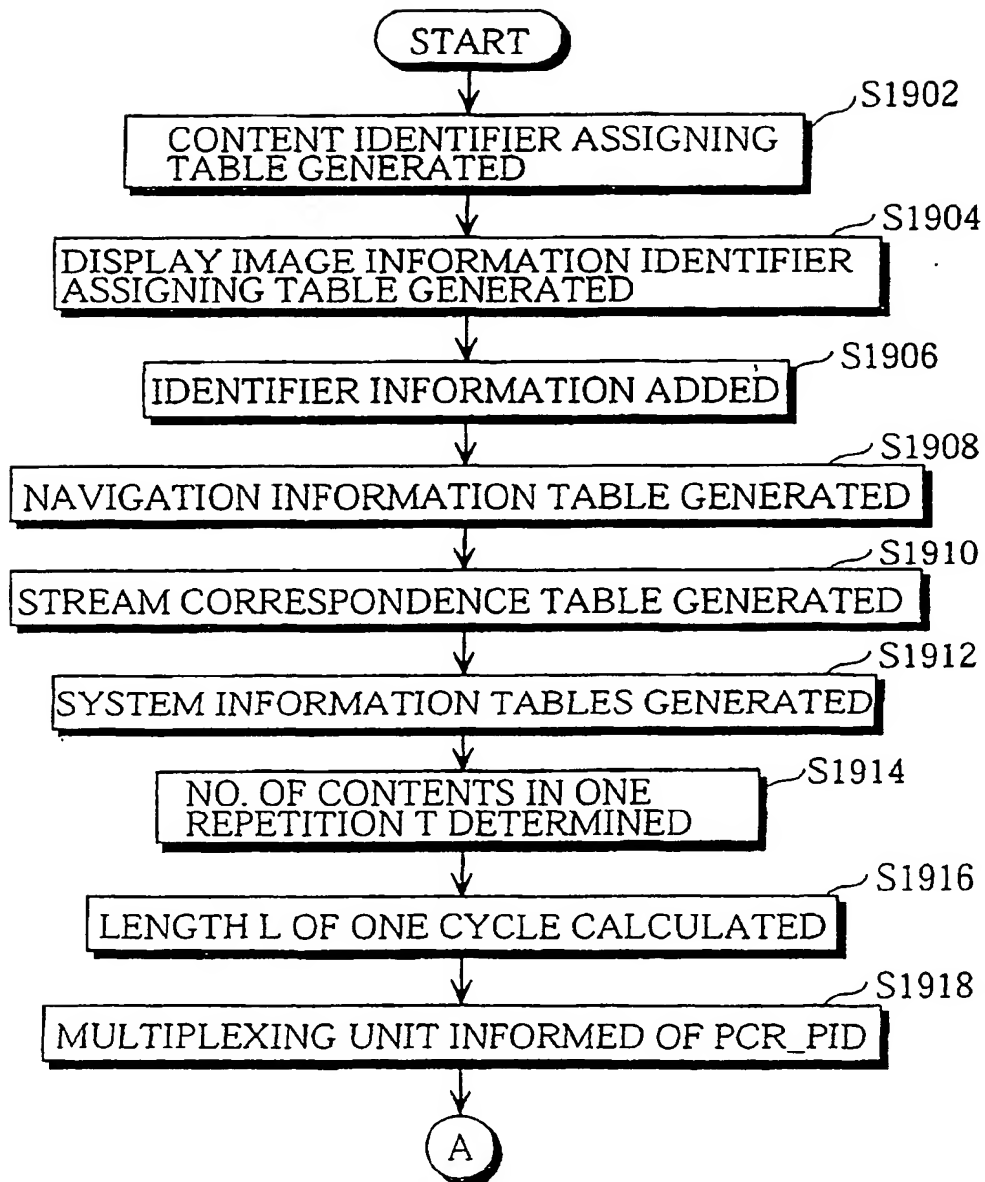 START
S1902
CONTENT IDENTIFIER ASSIGNING
TABLE GENERATED
S1904
DISPLAY IMAGE INFORMATION IDENTIFIER
ASSIGNING TABLE GENERATED
S1906
IDENTIFIER INFORMATION ADDED
S1908
NAVIGATION INFORMATION TABLE GENERATED
S1910
STREAM CORRESPONDENCE TABLE GENERATED
S1912
SYSTEM INFORMATION TABLES GENERATED
S1914
NO. OF CONTENTS IN ONE
REPETITION T DETERMINED
S1916
LENGTH L OF ONE CYCLE CALCULATED
S1918
MULTIPLEXING UNIT INFORMED OF PCR_PID
A